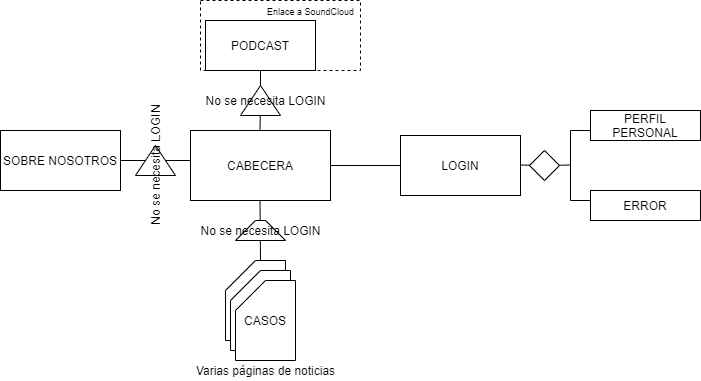 Enlace a SoundCloud
PODCAST
No se necesita LOGIN
SOBRE NOSOTROS
No se necesita LOGIN
CABECERA
LOGIN
PERFIL
PERSONAL
ERROR
No se necesita LOGIN
CASOS
Varias páginas de noticias